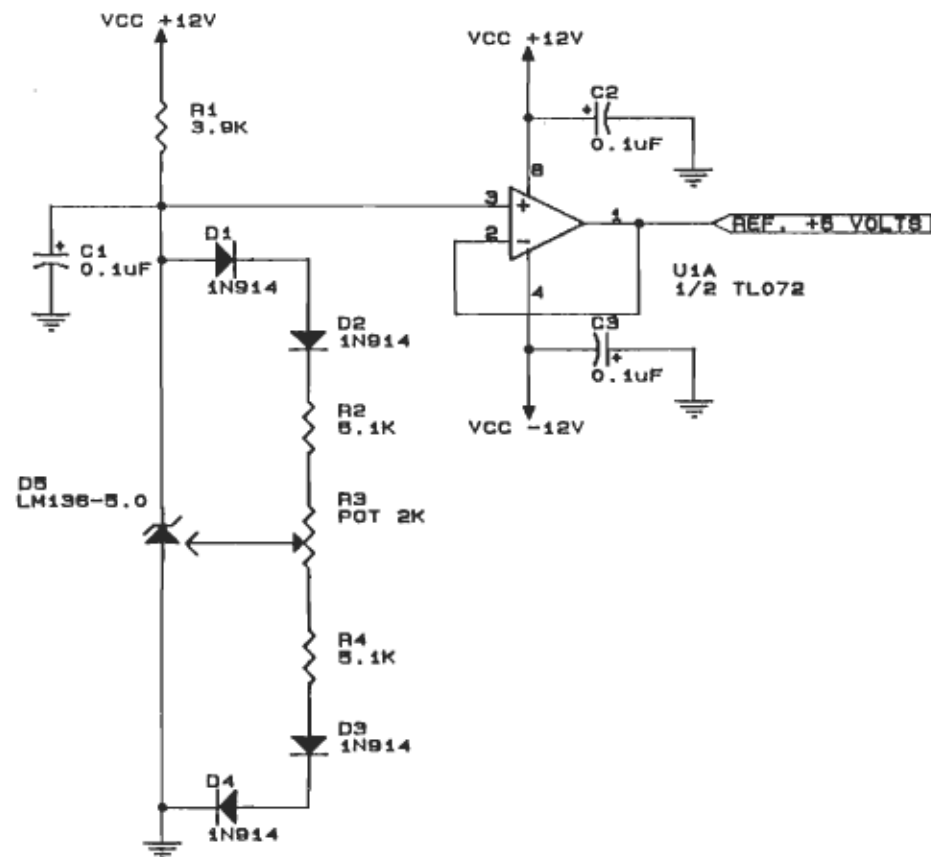 VCC +12V
R1
3.9K
C1
0.1uF
D1
1N914
D2
1N914
R2
5.1K
D5
LM136-5.0
R3
POT 2K
R4
5.1K
D3
1N914
D4
1N914
VCC +12V
C2
0.1uF
8
3
2
1
4
REF. +5 VOLTS
U1A
1/2 TL072
C3
0.1uF
VCC -12V